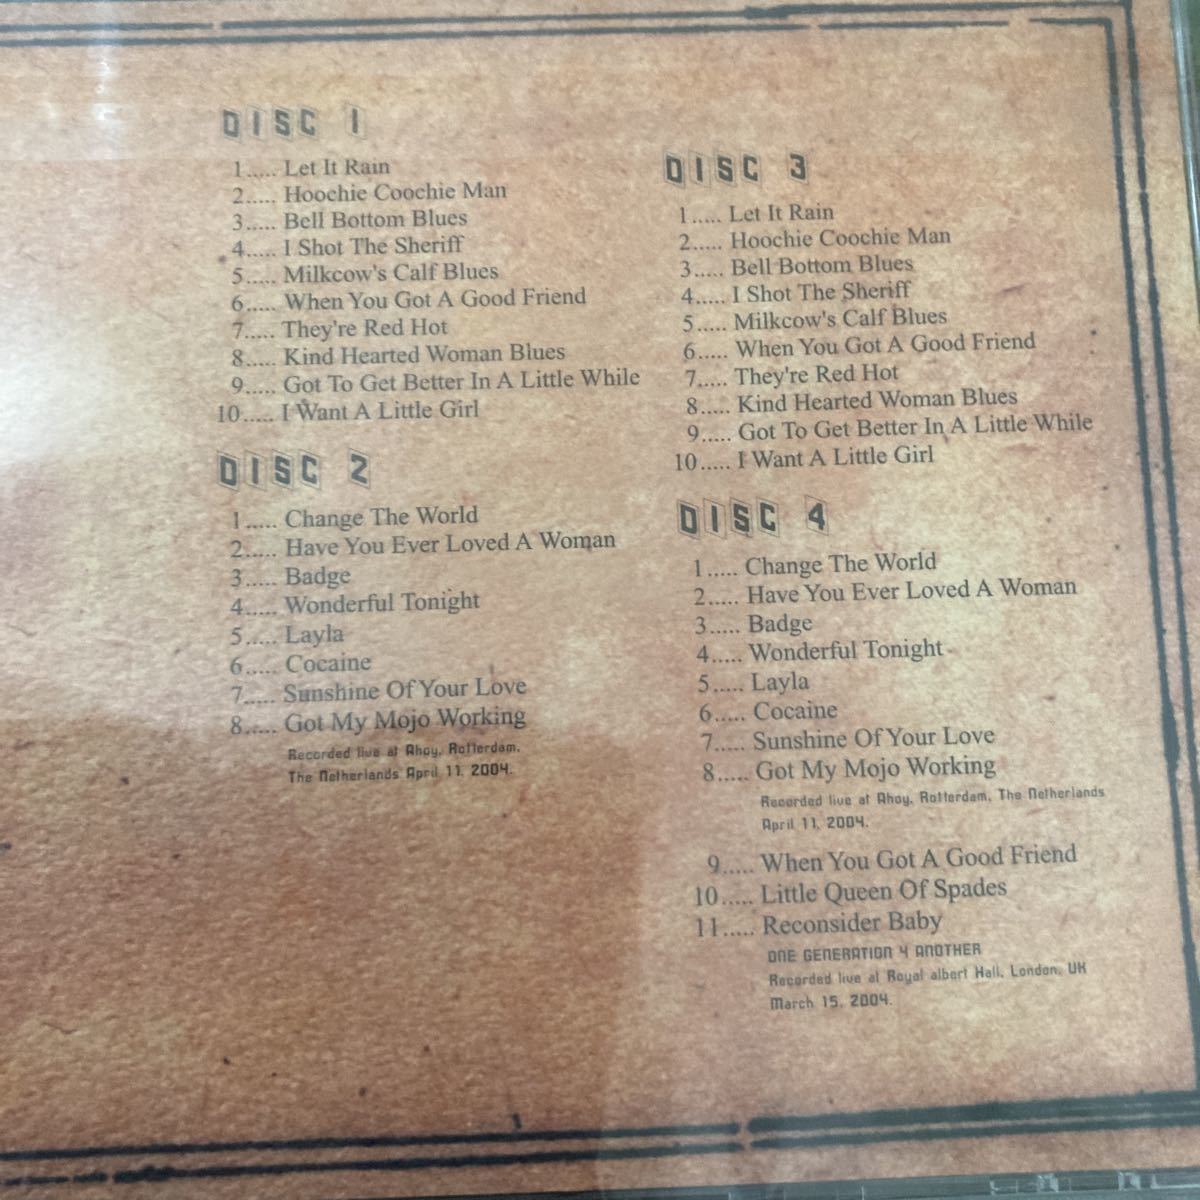 DISC 1
1..... Let It Rain
2..... Hoochie Coochie Man
3..... Bell Bottom Blues
4..... I Shot The Sheriff
5..... Milkcow's Calf Blues
6..... When You Got A Good Friend
7..... They're Red Hot
8..... Kind Hearted Woman Blues
9..... Got To Get Better In A Little While
10..... I Want A Little Girl
DISC 2
1..... Change The World
2..... Have You Ever Loved A Woman
3..... Badge
4..... Wonderful Tonight
5..... Layla
6..... Cocaine
7..... Sunshine Of Your Love
8..... Got My Mojo Working
Recorded live at Ahoy, Rotterdam,
The Netherlands April 11, 2004.
DISC 3
1..... Let It Rain
2..... Hoochie Coochie Man
3..... Bell Bottom Blues
4..... I Shot The Sheriff
5..... Milkcow's Calf Blues
6..... When You Got A Good Friend
7..... They're Red Hot
8..... Kind Hearted Woman Blues
9..... Got To Get Better In A Little While
10..... I Want A Little Girl
DISC 4
1..... Change The World
2..... Have You Ever Loved A Woman
3..... Badge
4..... Wonderful Tonight
5..... Layla
6..... Cocaine
7..... Sunshine Of Your Love
8..... Got My Mojo Working
Recorded live at Ahoy, Rotterdam, The Netherlands
April 11, 2004.
9..... When You Got A Good Friend
10..... Little Queen Of Spades
11..... Reconsider Baby
ONE GENERATION 4 ANOTHER
Recorded live at Royal albert Hall, London, UK
March 15, 2004.